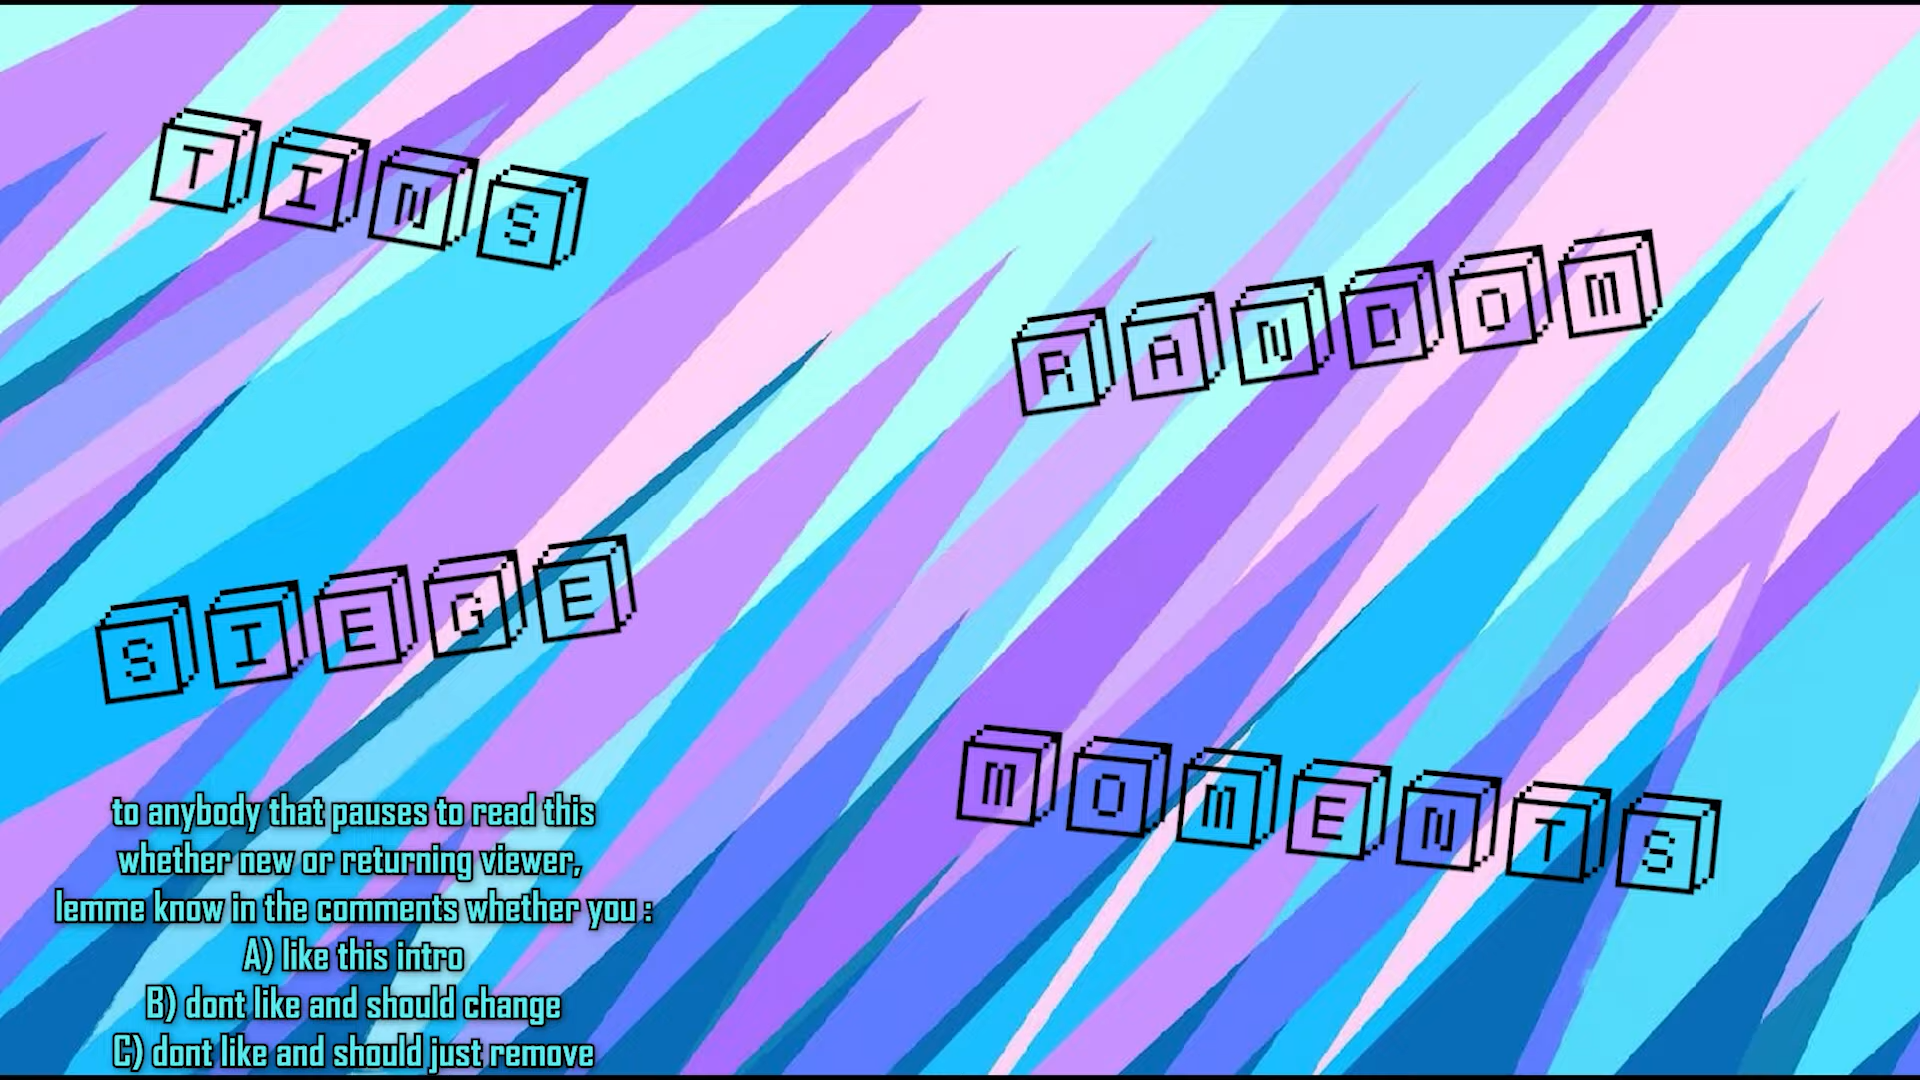 TINS
RANDOM
SIEGE
MOMENTS
to anybody that pauses to read this
whether new or returning viewer,
lemme know in the comments whether you :
A) like this intro
B) dont like and should change
C) dont like and should just remove